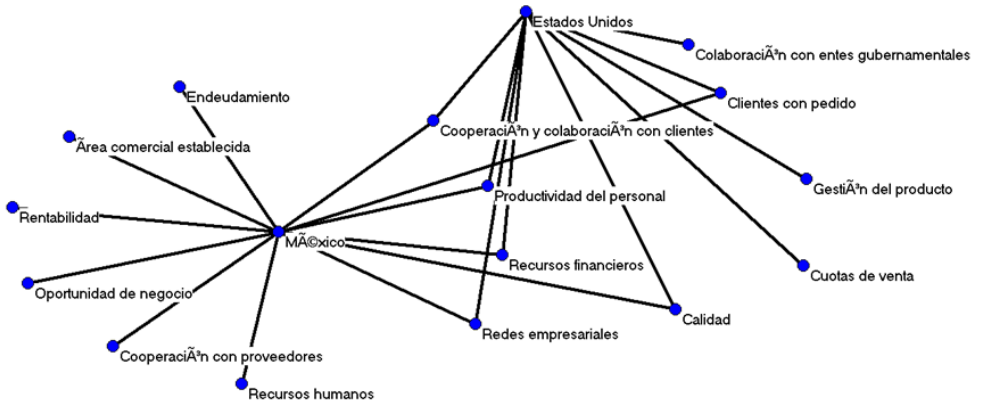 Estados Unidos
ColaboraciÃ³n con entes gubernamentales
Endeudamiento
Clientes con pedido
CooperaciÃ³n y colaboraciÃ³n con clientes
Ãrea comercial establecida
GestiÃ³n del producto
Productividad del personal
Rentabilidad
MÃ©xico
Recursos financieros
Cuotas de venta
Oportunidad de negocio
Calidad
Redes empresariales
CooperaciÃ³n con proveedores
Recursos humanos